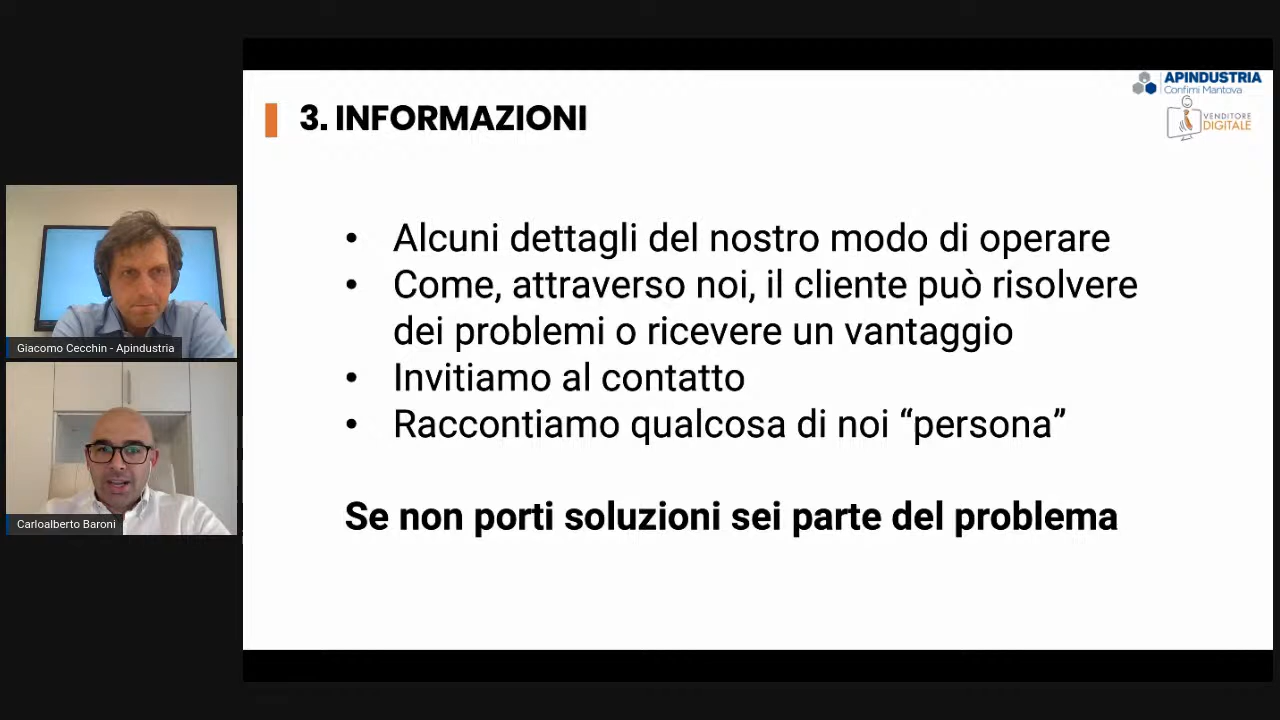 APINDUSTRIA
Confimi Mantova
VENDITORE
DIGITALE
3. INFORMAZIONI
• Alcuni dettagli del nostro modo di operare
• Come, attraverso noi, il cliente può risolvere
dei problemi o ricevere un vantaggio
• Invitiamo al contatto
• Raccontiamo qualcosa di noi “persona”
Se non porti soluzioni sei parte del problema
Giacomo Cecchin - Apindustria
Carloalberto Baroni